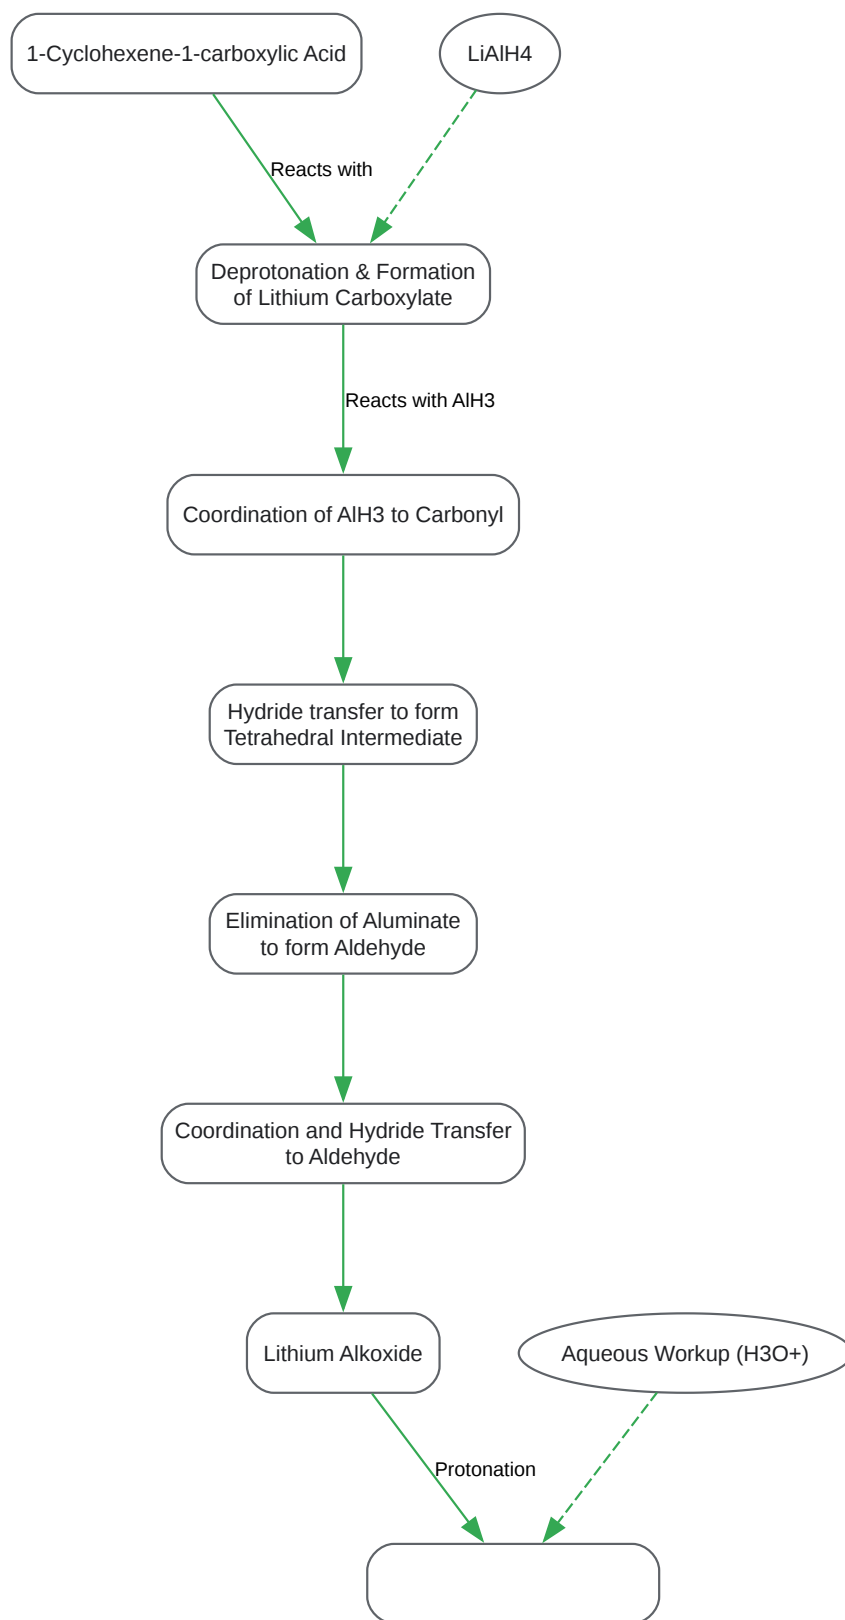 1-Cyclohexene-1-carboxylic Acid
LiAlH4
Reacts with
Deprotonation & Formation
of Lithium Carboxylate
Reacts with AlH3
Coordination of AlH3 to Carbonyl
Hydride transfer to form
Tetrahedral Intermediate
Elimination of Aluminate
to form Aldehyde
Coordination and Hydride Transfer
to Aldehyde
Lithium Alkoxide
Aqueous Workup (H3O+)
Protonation